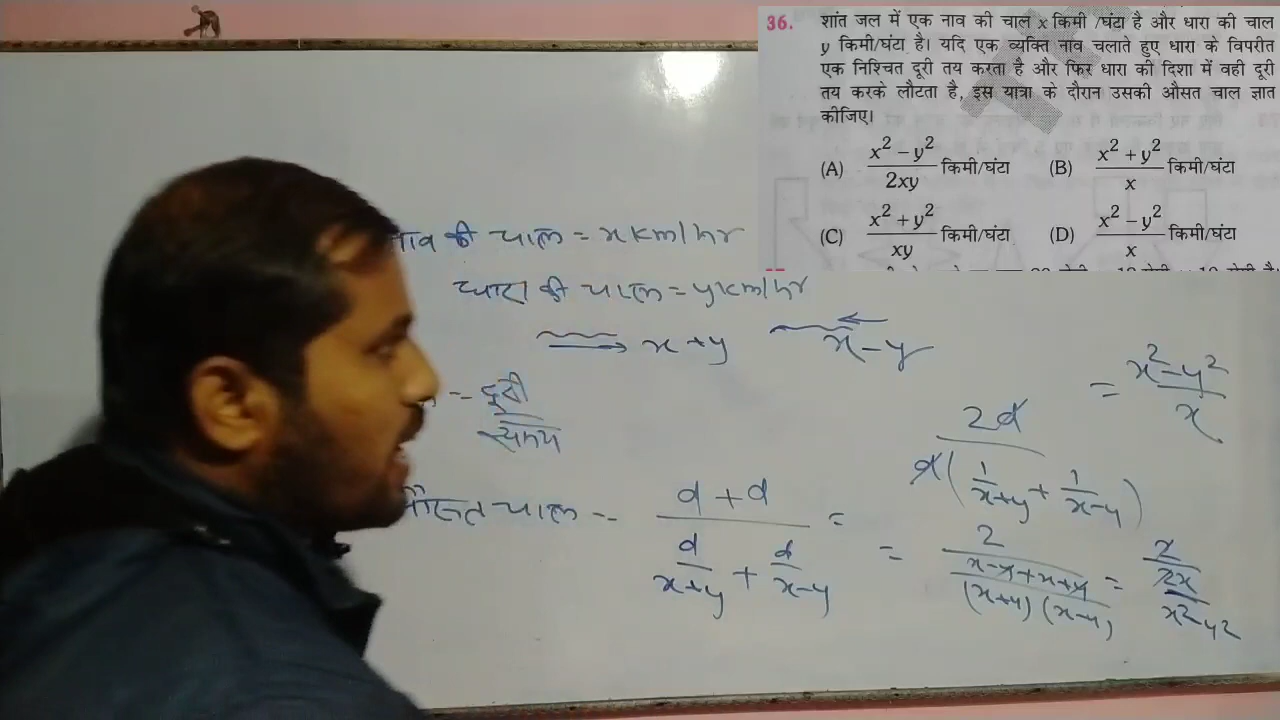 36. शांत जल में एक नाव की चाल x किमी /घंटा है और धारा की चाल
y किमी/घंटा है। यदि एक व्यक्ति नाव चलाते हुए धारा के विपरीत
एक निश्चित दूरी तय करता है और फिर धारा की दिशा में वही दूरी
तय करके लौटता है, इस यात्रा के दौरान उसकी औसत चाल ज्ञात
कीजिए।
(A) (x² – y²)/(2xy) किमी/घंटा (B) (x² + y²)/x किमी/घंटा
(C) (x² + y²)/(xy) किमी/घंटा (D) (x² – y²)/x किमी/घंटा
नाव की चाल = x km/hr
धारा की चाल = y km/hr
x+y x-y
= दूरी/समय
औसत चाल = (d+d)/(d/(x+y) + d/(x-y)) = 2d/(d(1/(x+y) + 1/(x-y)))
= 2/((x-y+x+y)/((x+y)(x-y))) = 2/(2x/(x²-y²))
= (x²-y²)/x